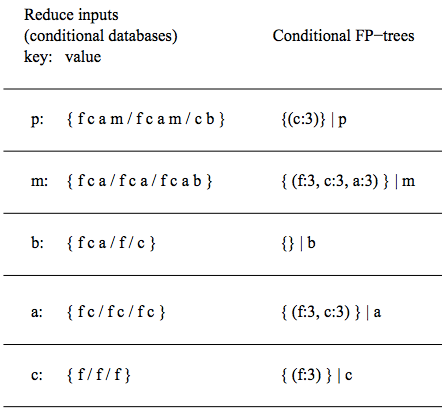 Reduce inputs
(conditional databases) Conditional FP−trees
key: value
p: { f c a m / f c a m / c b } {(c:3)} | p
m: { f c a / f c a / f c a b } { (f:3, c:3, a:3) } | m
b: { f c a / f / c } {} | b
a: { f c / f c / f c } { (f:3, c:3) } | a
c: { f / f / f } { (f:3) } | c